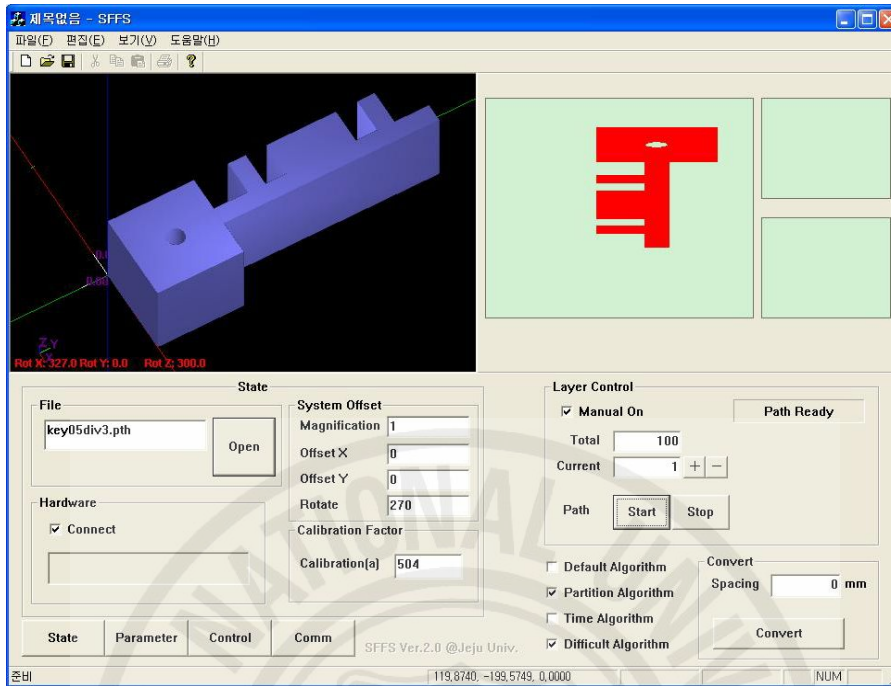 제목없음 - SFFS
파일(F) 편집(E) 보기(V) 도움말(H)
Rot X: 327.0 Rot Y: 0.0 Rot Z: 300.0
Z Y
State
File
key05div3.pth
Open
Hardware
Connect
System Offset
Magnification 1
Offset X 0
Offset Y 0
Rotate 270
Calibration Factor
Calibration(a) 504
Layer Control
Manual On
Path Ready
Total 100
Current 1 + −
Path Start Stop
Default Algorithm
Partition Algorithm
Time Algorithm
Difficult Algorithm
Convert
Spacing 0 mm
Convert
State Parameter Control Comm
SFFS Ver.2.0 @Jeju Univ.
준비
119,8740, -199,5749, 0,0000
NUM
NATIONAL